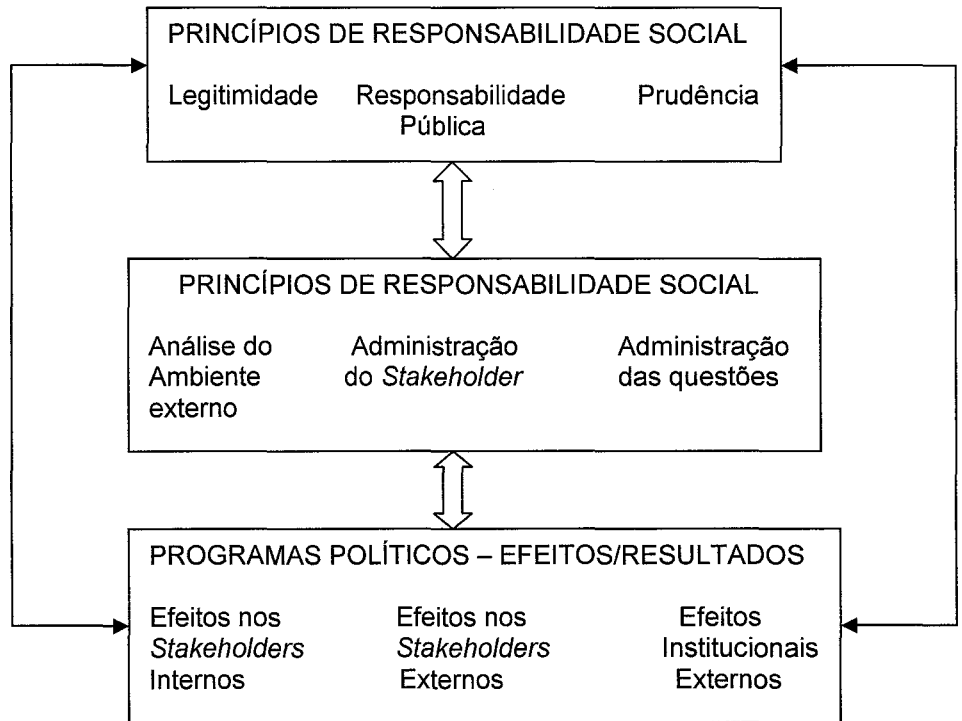 PRINCÍPIOS DE RESPONSABILIDADE SOCIAL
Legitimidade Responsabilidade Prudência
Pública
PRINCÍPIOS DE RESPONSABILIDADE SOCIAL
Análise do Administração Administração
Ambiente do Stakeholder das questões
externo
PROGRAMAS POLÍTICOS – EFEITOS/RESULTADOS
Efeitos nos Efeitos nos Efeitos
Stakeholders Stakeholders Institucionais
Internos Externos Externos